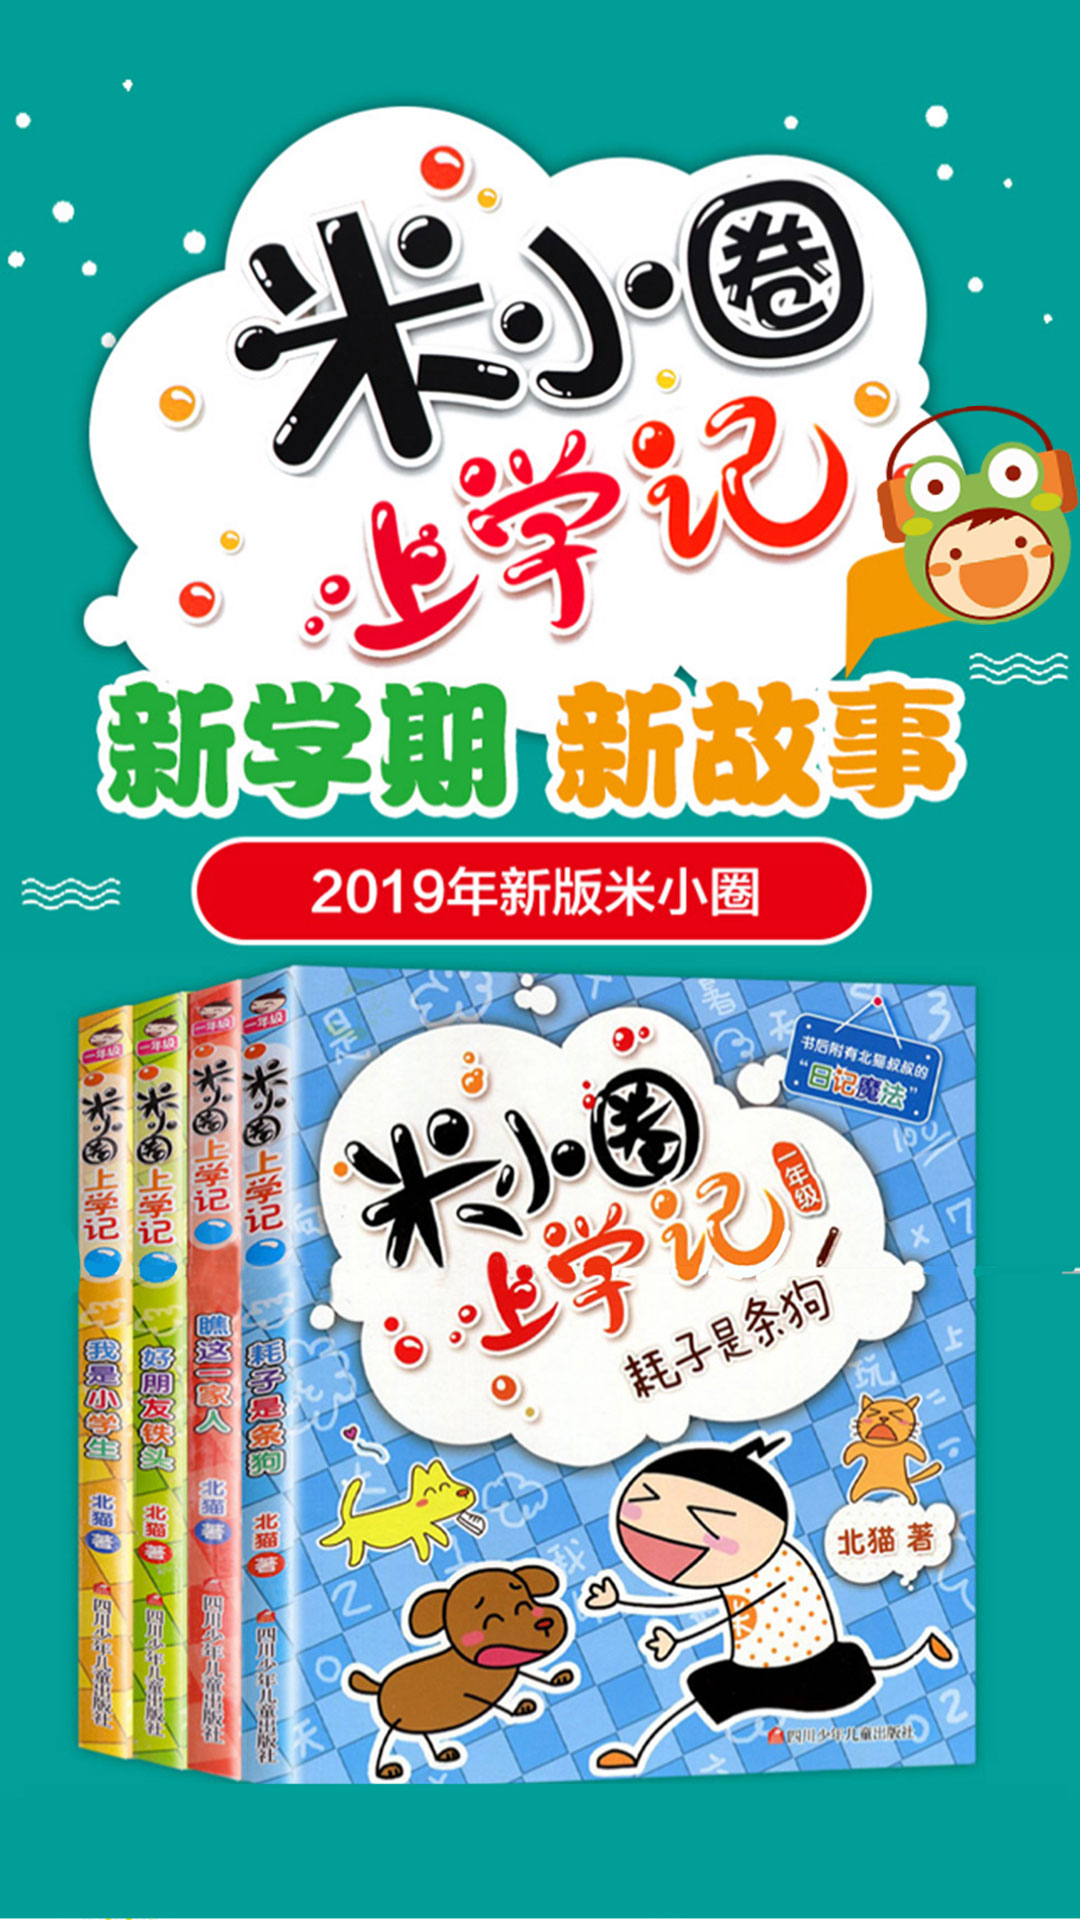 米小圈
上学记
新学期 新故事
2019年新版米小圈
一年级
米小圈上学记
我是小学生
北猫 著
四川少年儿童出版社
一年级
米小圈上学记
好朋友铁头
北猫 著
四川少年儿童出版社
一年级
米小圈上学记
瞧这一家人
北猫 著
四川少年儿童出版社
一年级
米小圈上学记
耗子是条狗
北猫 著
四川少年儿童出版社
书后附有北猫叔叔的
“日记魔法”
米小圈
上学记
一年级
耗子是条狗
米
北猫 著
四川少年儿童出版社